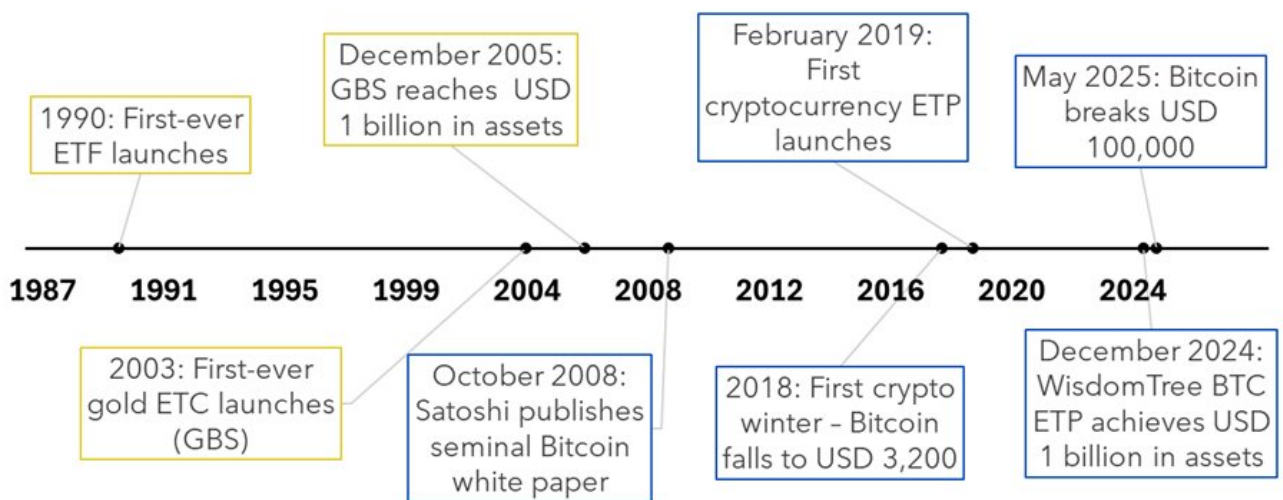 1990: First-ever
ETF launches
December 2005:
GBS reaches  USD
1 billion in assets
February 2019:
First
cryptocurrency ETP
launches
May 2025: Bitcoin
breaks USD
100,000
1987
1991
1995
1999
2004
2008
2012
2016
2020
2024
2003: First-ever
gold ETC launches
(GBS)
October 2008:
Satoshi publishes
seminal Bitcoin
white paper
2018: First crypto
winter – Bitcoin
falls to USD 3,200
December 2024:
WisdomTree BTC
ETP achieves USD
1 billion in assets